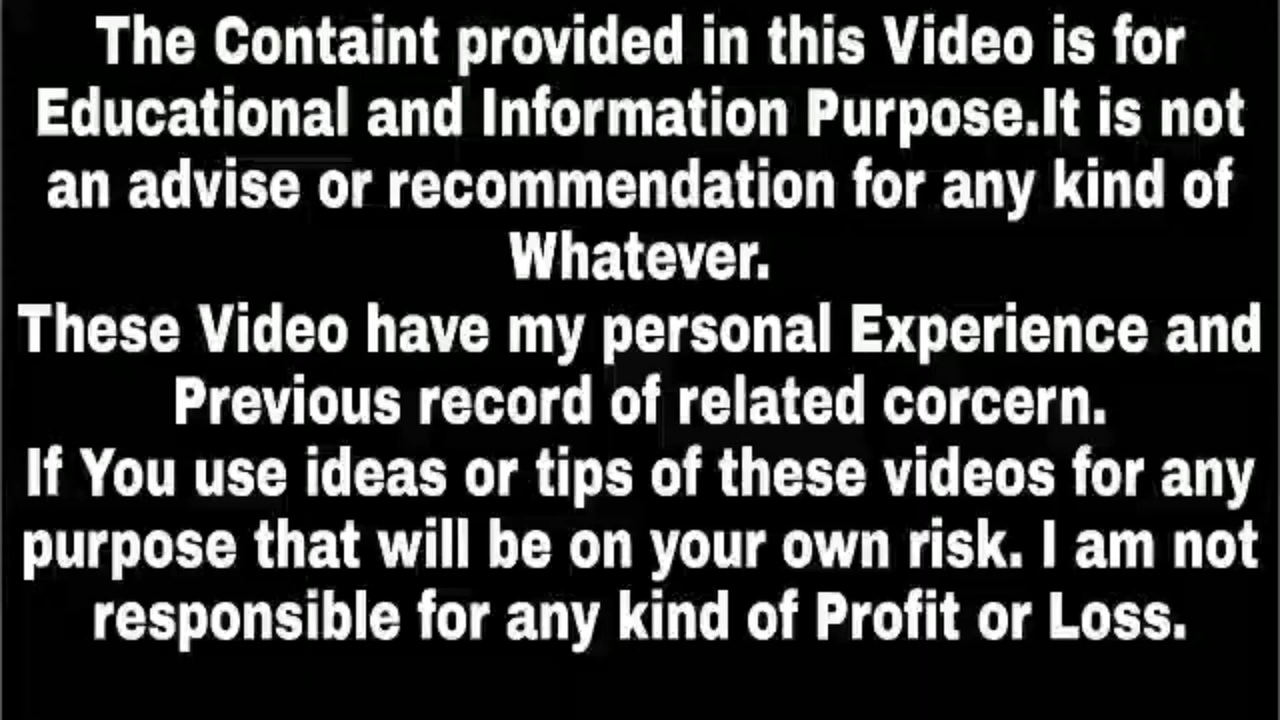 The Containt provided in this Video is for
Educational and Information Purpose.It is not
an advise or recommendation for any kind of
Whatever.
These Video have my personal Experience and
Previous record of related corcern.
If You use ideas or tips of these videos for any
purpose that will be on your own risk. I am not
responsible for any kind of Profit or Loss.